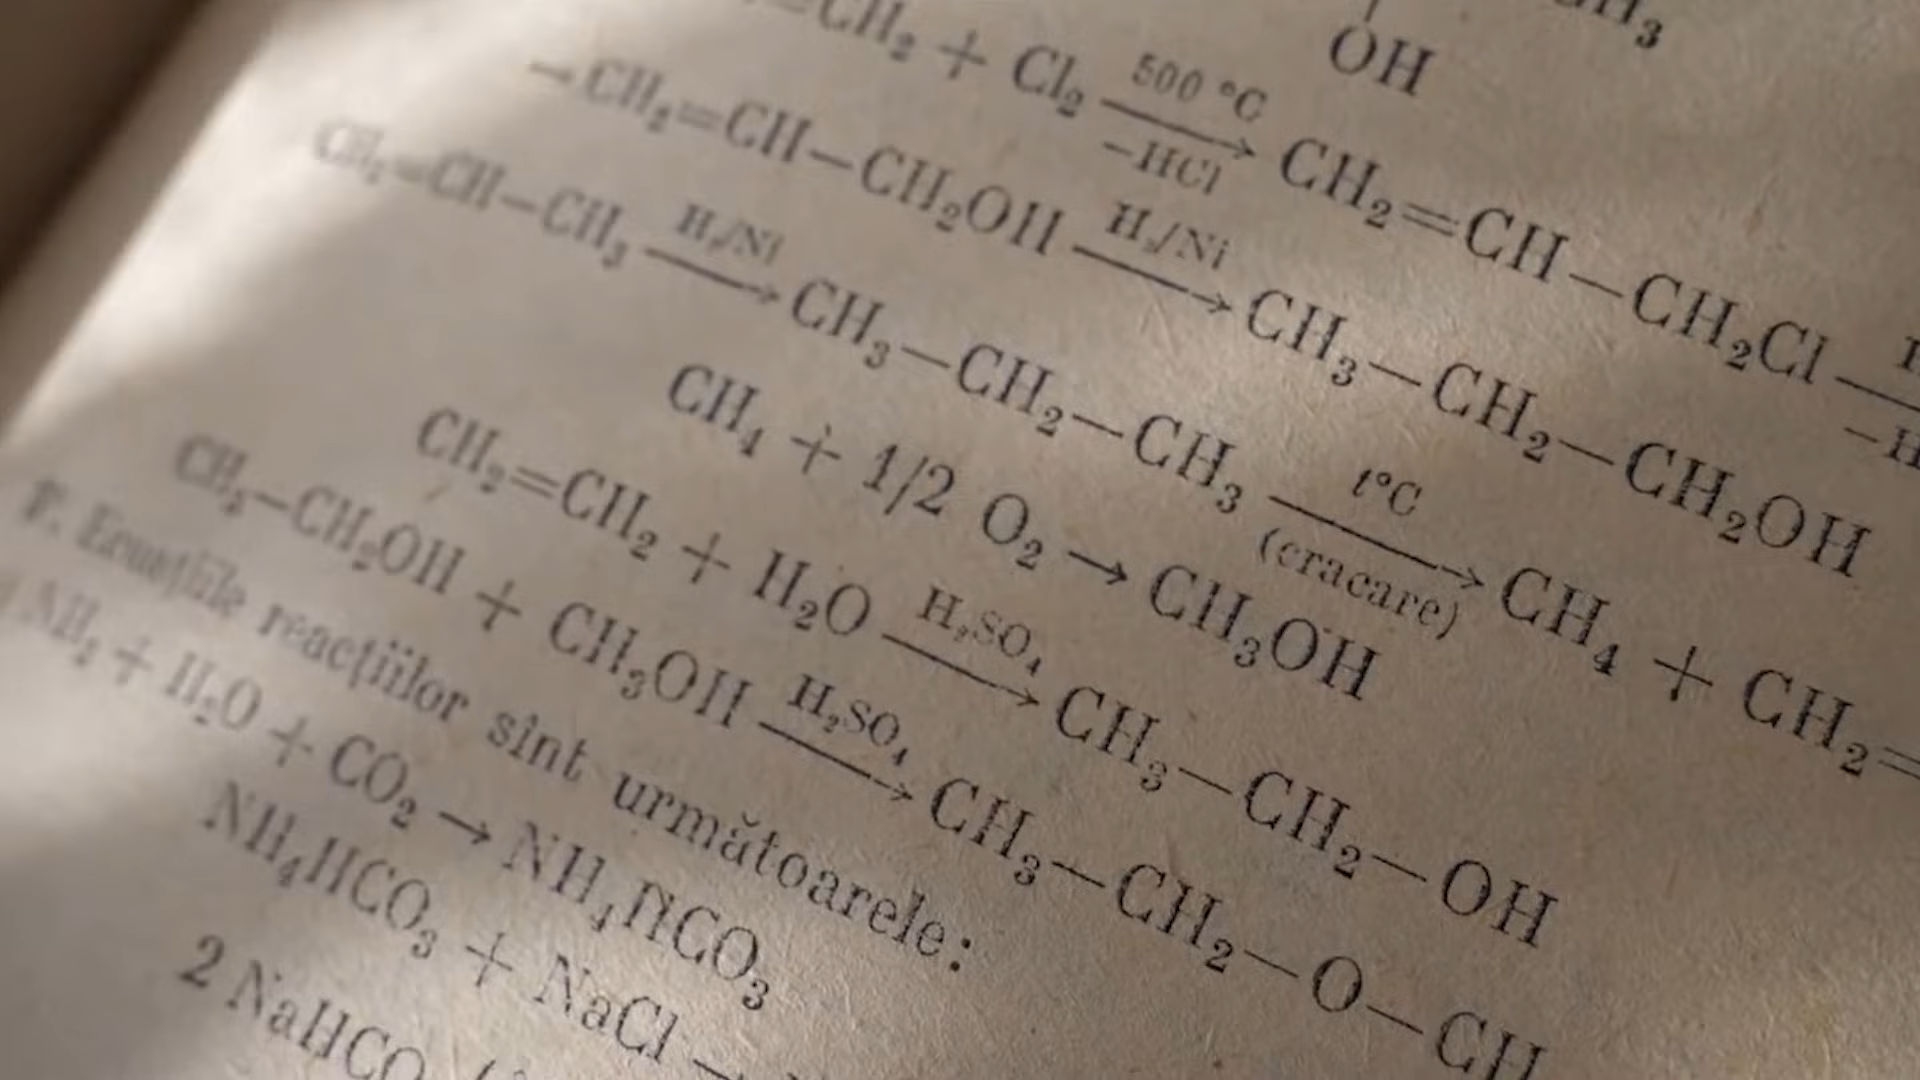 OH
=CH₂ + Cl₂ 500 °C −HCl → CH₂=CH—CH₂Cl
→CH₂=CH—CH₂OH H₂/Ni → CH₃—CH₂—CH₂OH
CH₂=CH—CH₃ H₂/Ni → CH₃—CH₂—CH₃ t°C (cracare) → CH₄ + CH₂=
CH₄ + 1/2 O₂ → CH₃OH
CH₂=CH₂ + H₂O H₂SO₄ → CH₃—CH₂—OH
CH₃—CH₂OH + CH₃OH H₂SO₄ → CH₃—CH₂—O—CH
F. Ecuațiile reacțiilor sînt următoarele:
NH₃ + H₂O + CO₂ → NH₄HCO₃
NH₄HCO₃ + NaCl →
2 NaHCO